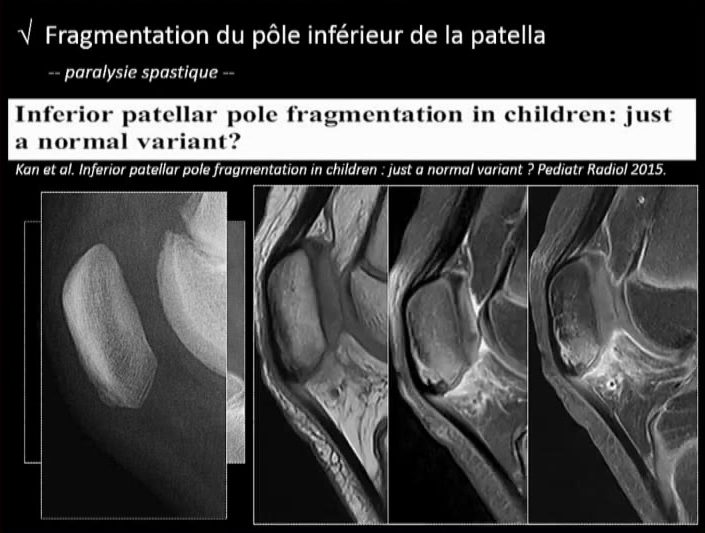 √ Fragmentation du pôle inférieur de la patella
-- paralysie spastique --
Inferior patellar pole fragmentation in children: just
a normal variant?
Kan et al. Inferior patellar pole fragmentation in children : just a normal variant ? Pediatr Radiol 2015.